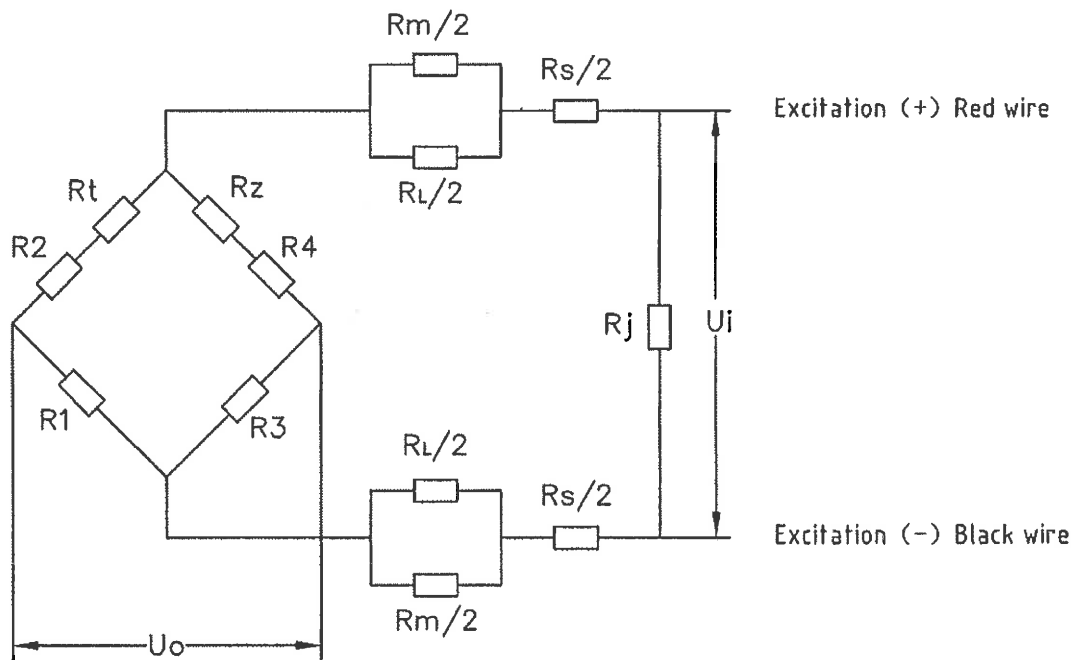 Rm/2
Rs/2
Excitation (+) Red wire
RL/2
Rt
Rz
R2
R4
Rj
Ui
R1
R3
RL/2
Rs/2
Excitation (-) Black wire
Rm/2
Uo